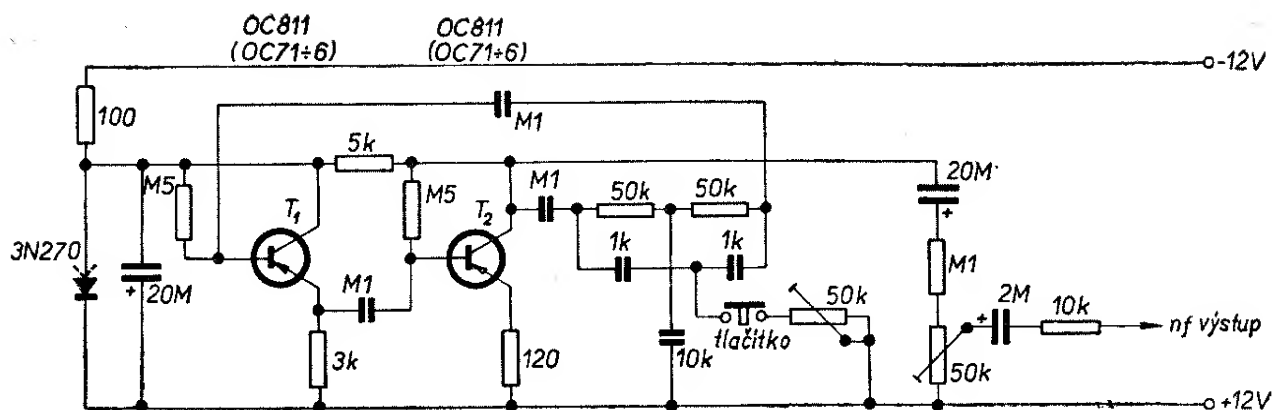 OC811
(OC71÷6)
OC811
(OC71÷6)
-12V
100
M1
5k
20M
M5
M5
M1
50k
50k
T1
T2
3N270
1k
1k
M1
20M
M1
50k
2M
10k
tlačítko
nf výstup
3k
120
10k
50k
+12V
+
+
+